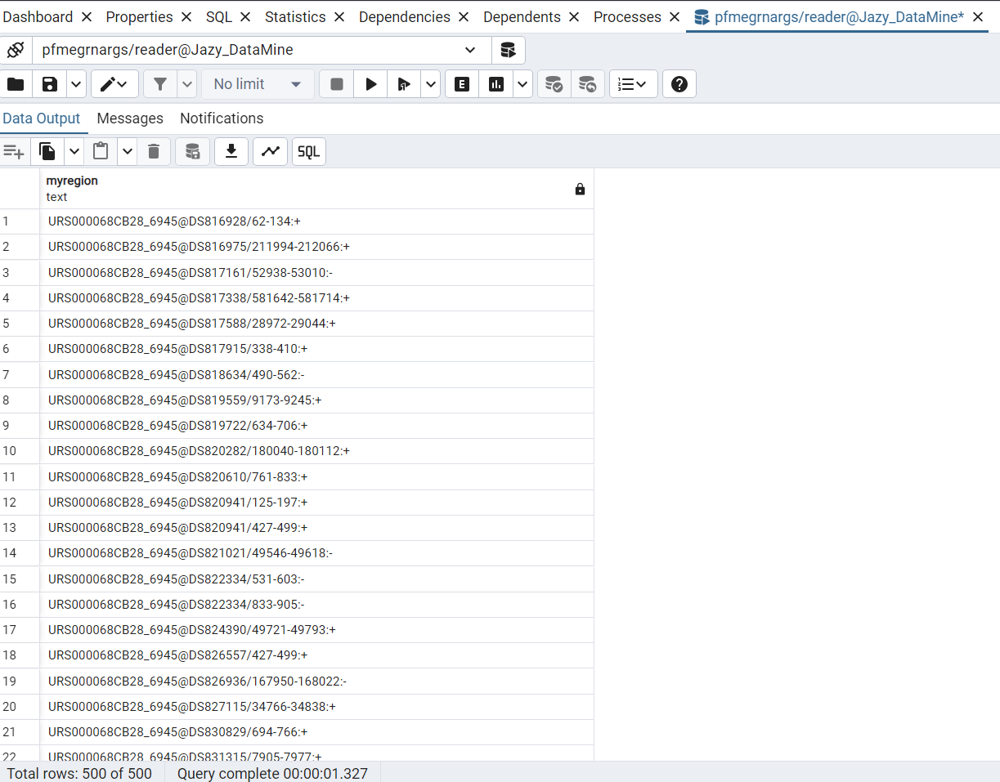 Dashboard Properties SQL Statistics Dependencies Dependents Processes pfmegrnargs/reader@Jazy_DataMine*
pfmegrnargs/reader@Jazy_DataMine
No limit E
Data Output Messages Notifications
SQL
myregion
text
1 URS000068CB28_6945@DS816928/62-134:+
2 URS000068CB28_6945@DS816975/211994-212066:+
3 URS000068CB28_6945@DS817161/52938-53010:-
4 URS000068CB28_6945@DS817338/581642-581714:+
5 URS000068CB28_6945@DS817588/28972-29044:+
6 URS000068CB28_6945@DS817915/338-410:+
7 URS000068CB28_6945@DS818634/490-562:-
8 URS000068CB28_6945@DS819559/9173-9245:+
9 URS000068CB28_6945@DS819722/634-706:+
10 URS000068CB28_6945@DS820282/180040-180112:+
11 URS000068CB28_6945@DS820610/761-833:+
12 URS000068CB28_6945@DS820941/125-197:+
13 URS000068CB28_6945@DS820941/427-499:+
14 URS000068CB28_6945@DS821021/49546-49618:-
15 URS000068CB28_6945@DS822334/531-603:-
16 URS000068CB28_6945@DS822334/833-905:-
17 URS000068CB28_6945@DS824390/49721-49793:+
18 URS000068CB28_6945@DS826557/427-499:+
19 URS000068CB28_6945@DS826936/167950-168022:-
20 URS000068CB28_6945@DS827115/34766-34838:+
21 URS000068CB28_6945@DS830829/694-766:+
22 URS000068CB28_6945@DS831315/7905-7977:+
Total rows: 500 of 500 Query complete 00:00:01.327